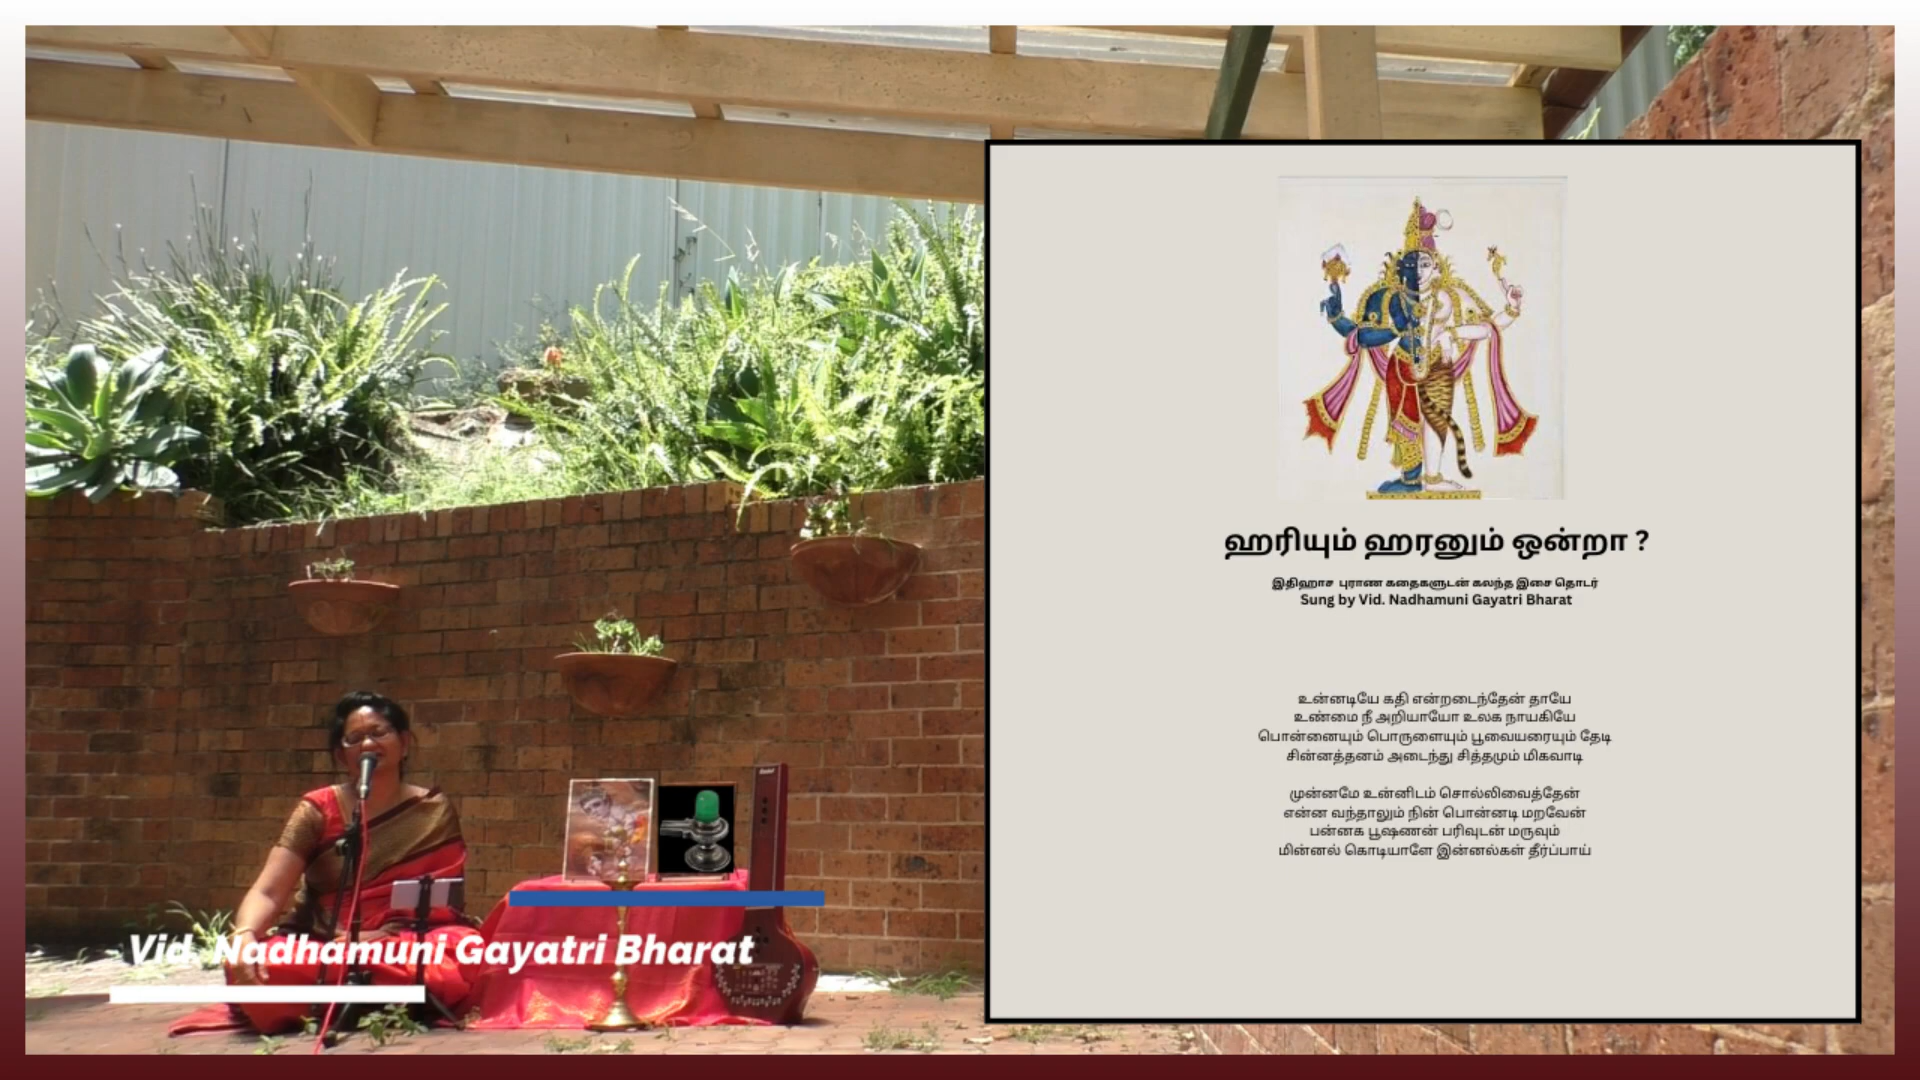 ஹரியும் ஹரனும் ஒன்றா ?
இதிஹாச புராண கதைகளுடன் கலந்த இசை தொடர்
Sung by Vid. Nadhamuni Gayatri Bharat
உன்னடியே கதி என்றடைந்தேன் தாயே
உண்மை நீ அறியாயோ உலக நாயகியே
பொன்னையும் பொருளையும் பூவையரையும் தேடி
சின்னத்தனம் அடைந்து சித்தமும் மிகவாடி
முன்னமே உன்னிடம் சொல்லிவைத்தேன்
என்ன வந்தாலும் நின் பொன்னடி மறவேன்
பன்னக பூஷணன் பரிவுடன் மருவும்
மின்னல் கொடியாளே இன்னல்கள் தீர்ப்பாய்
Vid. Nadhamuni Gayatri Bharat